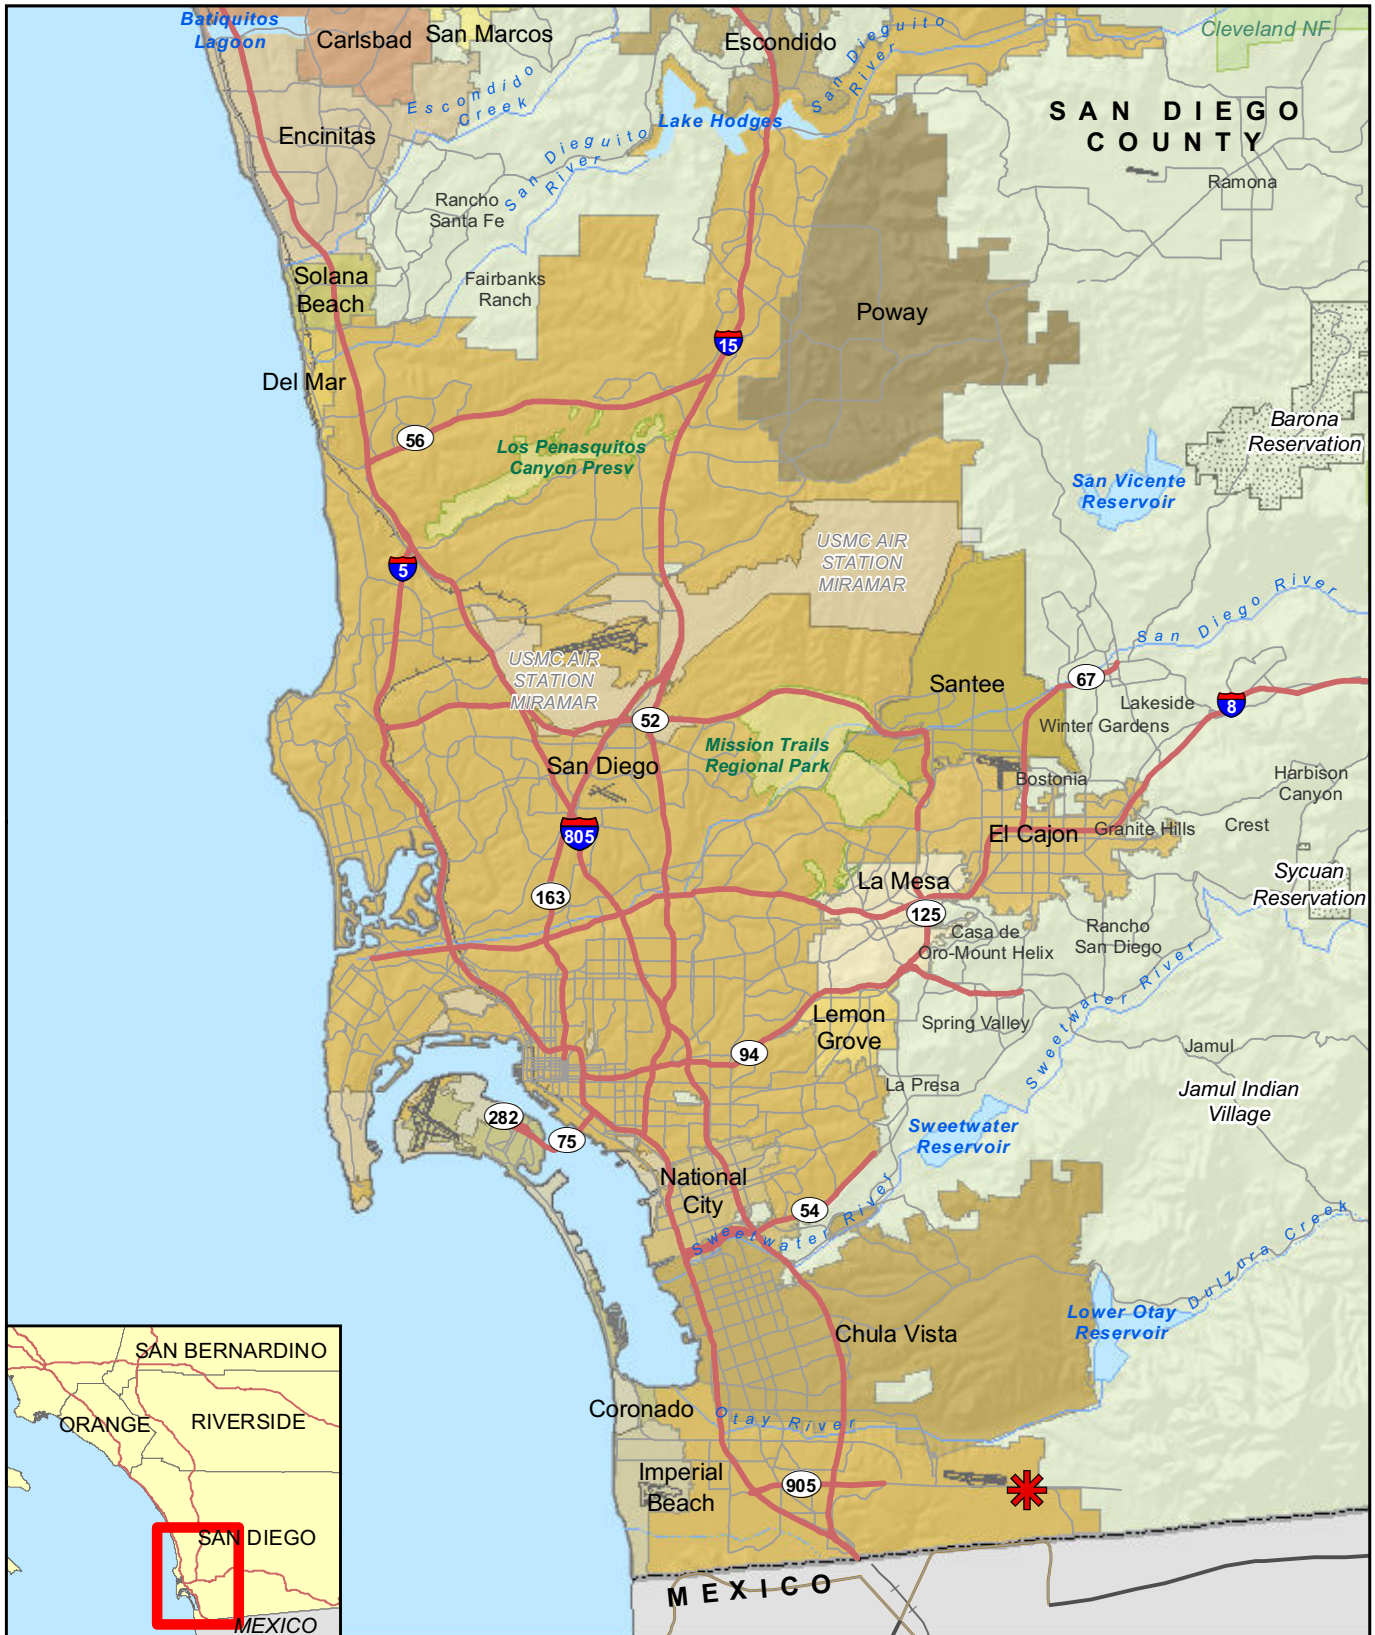 Batiquitos
Lagoon
Carlsbad
San Marcos
Escondido
San Dieguito
River
Cleveland NF
Escondido
Creek
Lake Hodges
SAN DIEGO
COUNTY
Encinitas
San Dieguito
River
Ramona
Rancho
Santa Fe
Solana
Beach
Fairbanks
Ranch
Poway
15
Del Mar
56
Los Penasquitos
Canyon Presv
Barona
Reservation
San Vicente
Reservoir
USMC AIR
STATION
MIRAMAR
5
San Diego River
USMC AIR
STATION
MIRAMAR
Santee
67
Lakeside
8
Winter Gardens
52
Mission Trails
Regional Park
San Diego
Bostonia
Harbison
Canyon
805
El Cajon
Granite Hills
Crest
La Mesa
Sycuan
Reservation
163
125
Casa de
Oro-Mount Helix
Rancho
San Diego
Lemon
Grove
Spring Valley
Sweetwater River
94
Jamul
La Presa
Jamul Indian
Village
282
75
Sweetwater
Reservoir
National
City
54
Sweetwater River
Dulzura Creek
Lower Otay
Reservoir
Chula Vista
Coronado
Otay River
Imperial
Beach
905
MEXICO
SAN BERNARDINO
ORANGE
RIVERSIDE
SAN DIEGO
MEXICO